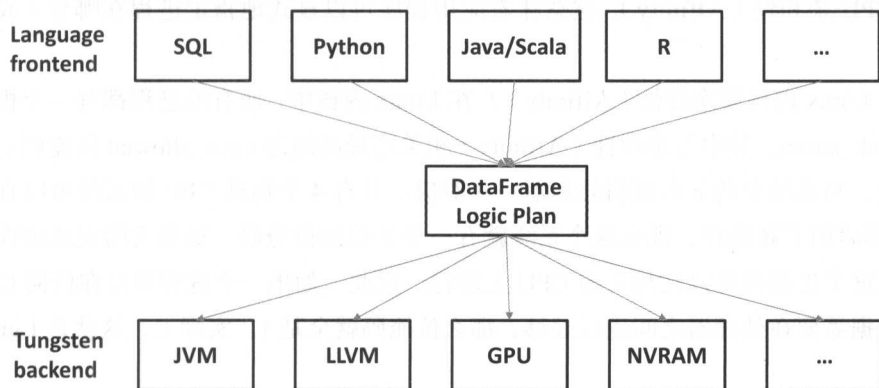 Language
frontend
SQL
Python
Java/Scala
R
...
DataFrame
Logic Plan
Tungsten
backend
JVM
LLVM
GPU
NVRAM
...